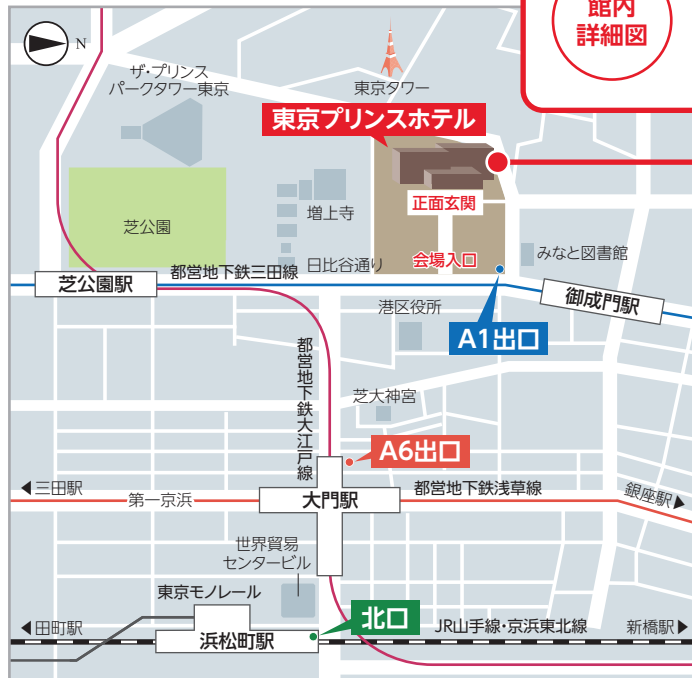 館内
詳細図
N
ザ・プリンス
パークタワー東京
東京タワー
東京プリンスホテル
正面玄関
増上寺
芝公園
みなと図書館
会場入口
日比谷通り
都営地下鉄三田線
芝公園駅
御成門駅
港区役所
A1出口
都営地下鉄大江戸線
芝大神宮
A6出口
◀三田駅
第一京浜
大門駅
都営地下鉄浅草線
銀座駅▶
世界貿易
センタービル
東京モノレール
北口
◀田町駅
浜松町駅
JR山手線・京浜東北線
新橋駅▶